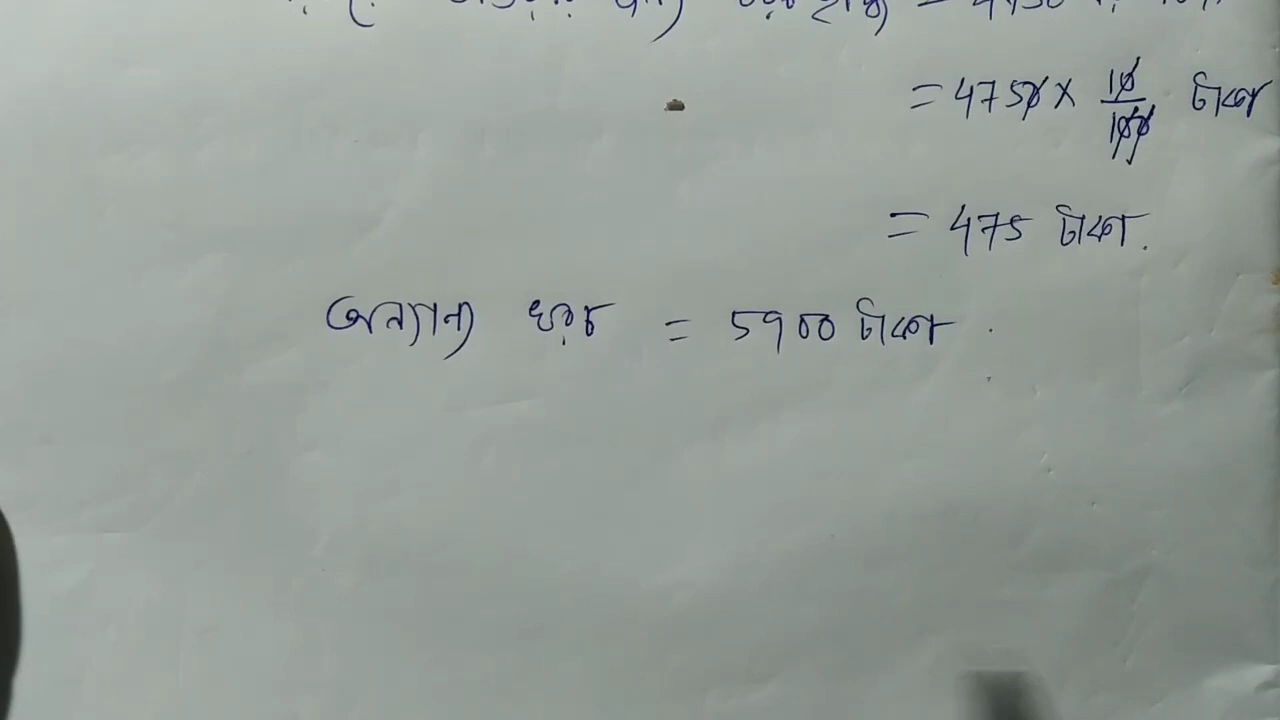 = 4750 × 10/100 টাকা
= 475 টাকা.
অন্যান্য খরচ = 5900 টাকা